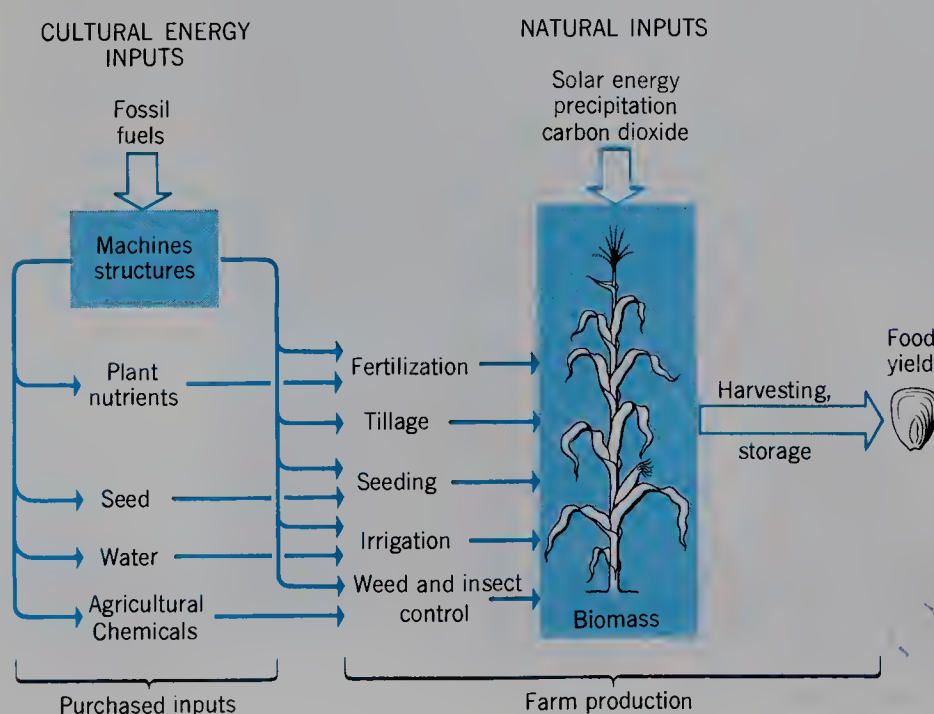 CULTURAL ENERGY
INPUTS
NATURAL INPUTS
Fossil
fuels
Solar energy
precipitation
carbon dioxide
Machines
structures
Plant
nutrients
Seed
Water
Agricultural
Chemicals
Fertilization
Tillage
Seeding
Irrigation
Weed and insect
control
Biomass
Harvesting,
storage
Food
yield
Purchased inputs
Farm production